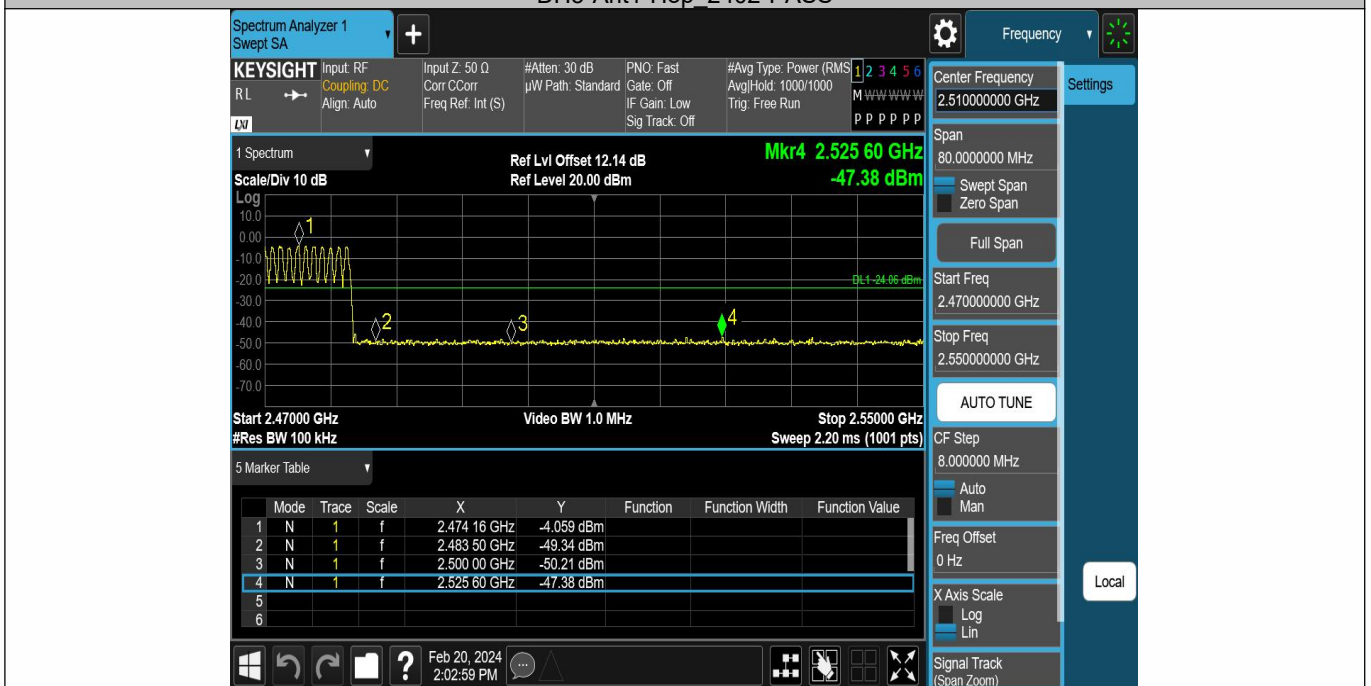 Spectrum Analyzer 1
Swept SA
+
Frequency
KEYSIGHT
RL
LXI
Input: RF
Coupling: DC
Align: Auto
Input Z: 50 Ω
Corr CCorr
Freq Ref: Int (S)
#Atten: 30 dB
µW Path: Standard
PNO: Fast
Gate: Off
IF Gain: Low
Sig Track: Off
#Avg Type: Power (RMS
Avg|Hold: 1000/1000
Trig: Free Run
1 2 3 4 5 6
M W W W W W
P P P P P P
1 Spectrum
Scale/Div 10 dB
Ref Lvl Offset 12.14 dB
Ref Level 20.00 dBm
Mkr4 2.525 60 GHz
-47.38 dBm
Log
10.0
0.00
-10.0
-20.0
-30.0
-40.0
-50.0
-60.0
-70.0
1
2
3
4
DL1 -24.06 dBm
Start 2.47000 GHz
#Res BW 100 kHz
Video BW 1.0 MHz
Stop 2.55000 GHz
Sweep 2.20 ms (1001 pts)
5 Marker Table
Mode Trace Scale X Y Function Function Width Function Value
1 N 1 f 2.474 16 GHz -4.059 dBm
2 N 1 f 2.483 50 GHz -49.34 dBm
3 N 1 f 2.500 00 GHz -50.21 dBm
4 N 1 f 2.525 60 GHz -47.38 dBm
5
6
Feb 20, 2024
2:02:59 PM
?
Center Frequency
2.510000000 GHz
Settings
Span
80.0000000 MHz
Swept Span
Zero Span
Full Span
Start Freq
2.470000000 GHz
Stop Freq
2.550000000 GHz
AUTO TUNE
CF Step
8.000000 MHz
Auto
Man
Freq Offset
0 Hz
Local
X Axis Scale
Log
Lin
Signal Track
(Span Zoom)